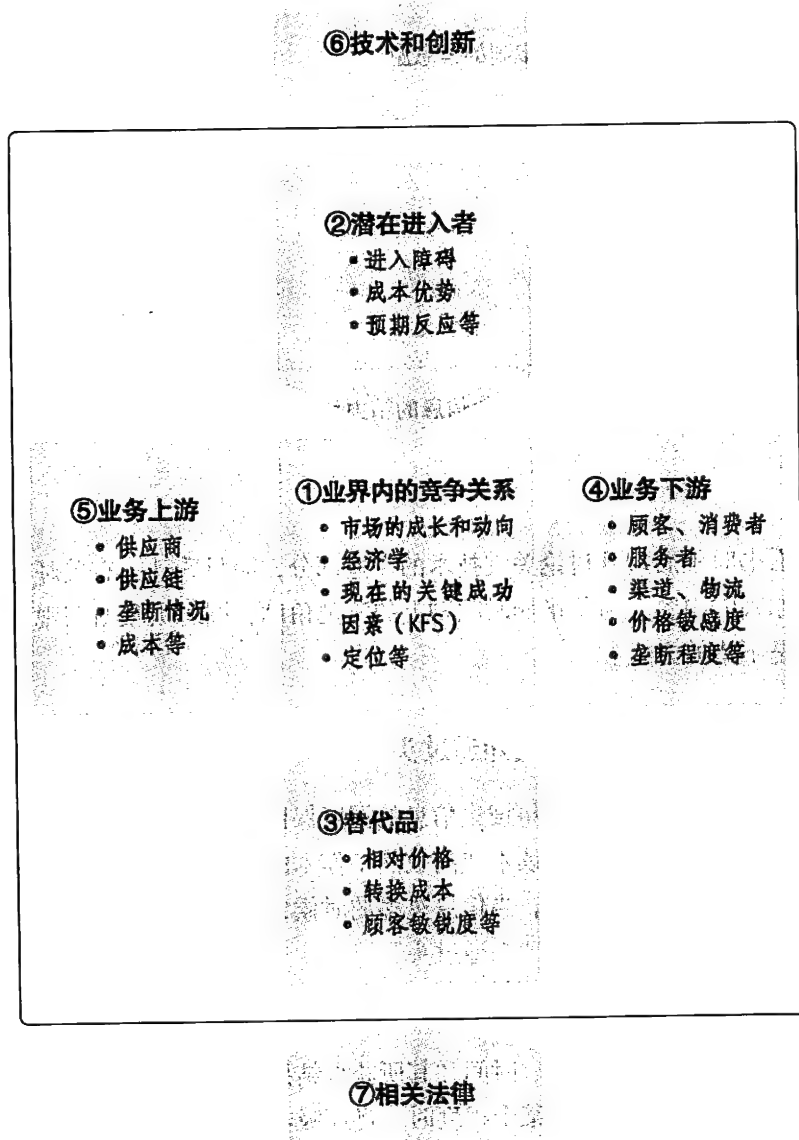 ⑥技术和创新
②潜在进入者
• 进入障碍
• 成本优势
• 预期反应等
⑤业务上游
• 供应商
• 供应链
• 垄断情况
• 成本等
①业界内的竞争关系
• 市场的成长和动向
• 经济学
• 现在的关键成功
因素（KFS）
• 定位等
④业务下游
• 顾客、消费者
• 服务者
• 渠道、物流
• 价格敏感度
• 垄断程度等
③替代品
• 相对价格
• 转换成本
• 顾客敏锐度等
⑦相关法律